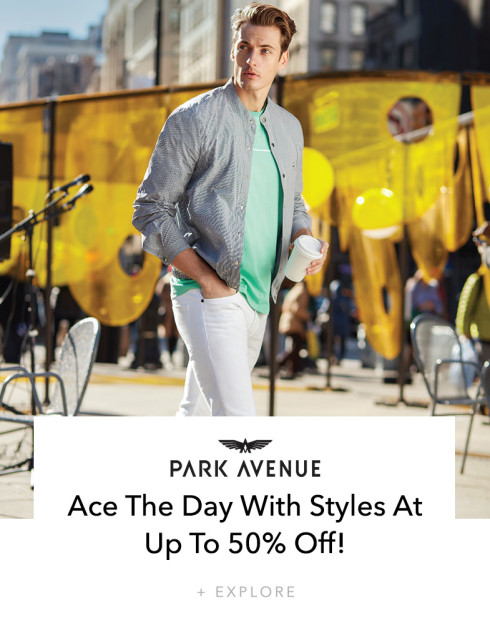 PARK AVENUE
Ace The Day With Styles At
Up To 50% Off!
+ EXPLORE